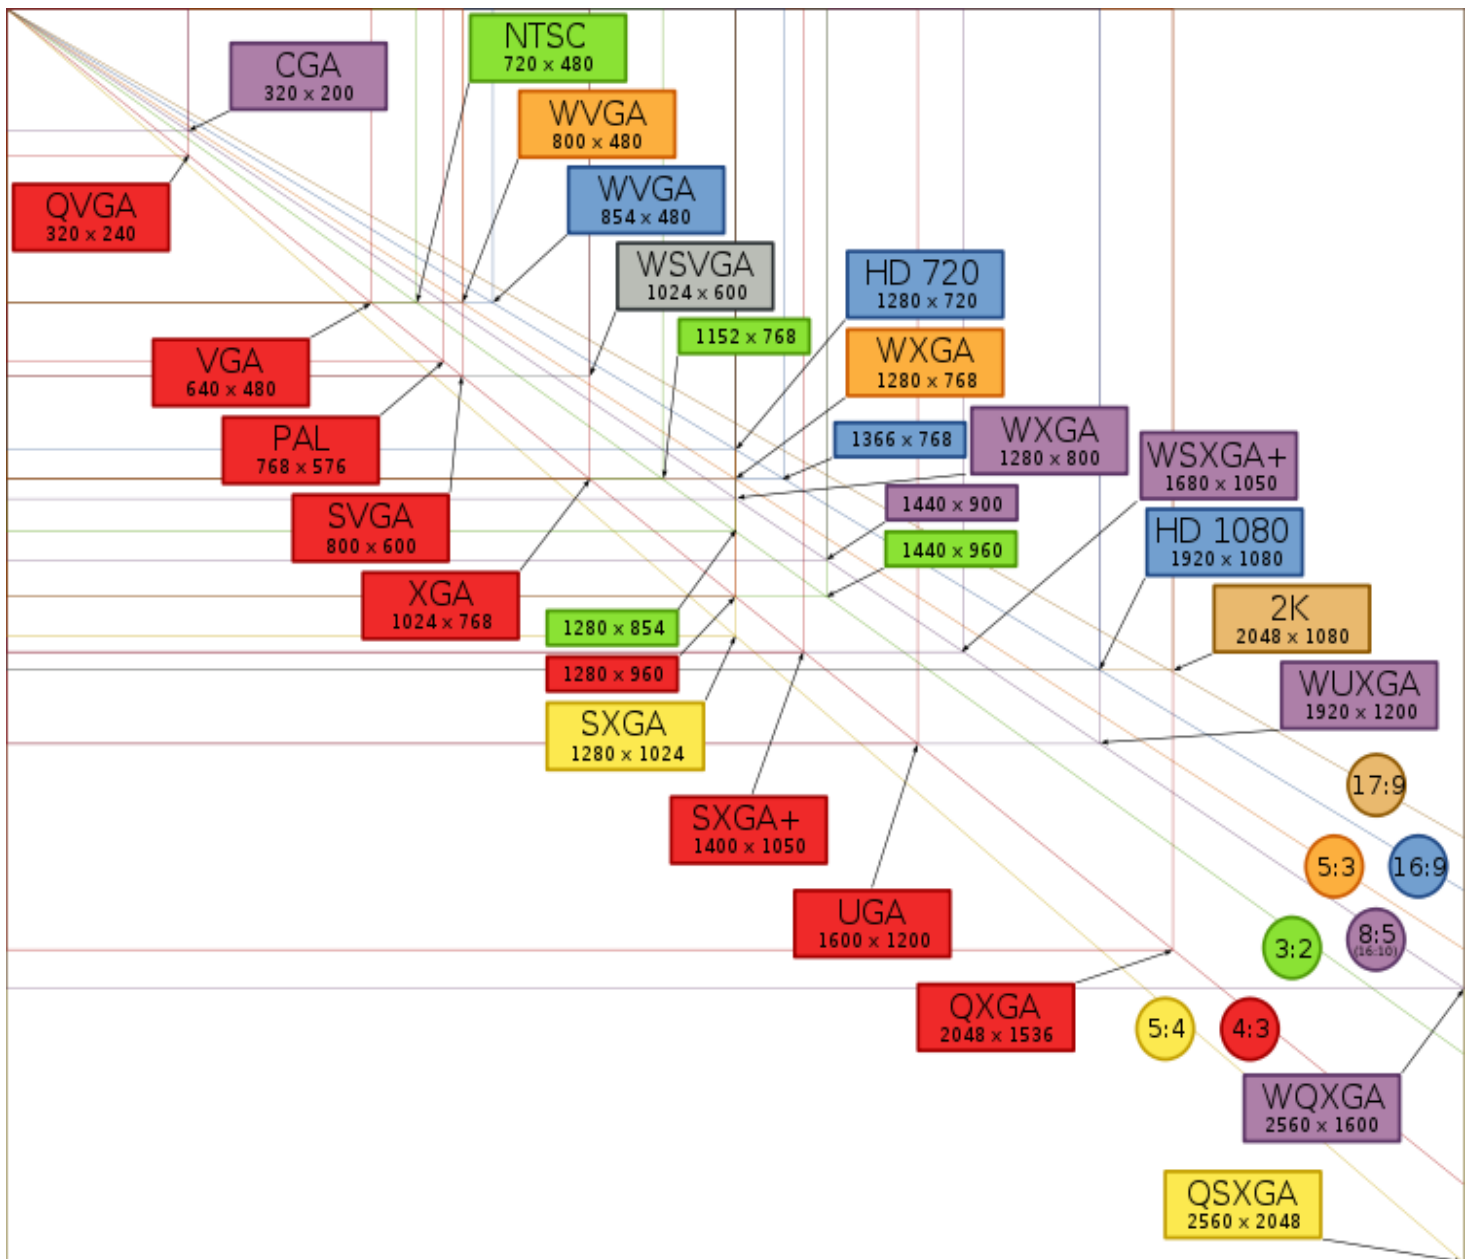 NTSC
720 x 480
CGA
320 x 200
WVGA
800 x 480
WVGA
854 x 480
QVGA
320 x 240
WSVGA
1024 x 600
HD 720
1280 x 720
1152 x 768
WXGA
1280 x 768
VGA
640 x 480
PAL
768 x 576
1366 x 768
WXGA
1280 x 800
WSXGA+
1680 x 1050
SVGA
800 x 600
1440 x 900
HD 1080
1920 x 1080
1440 x 960
XGA
1024 x 768
2K
2048 x 1080
1280 x 854
1280 x 960
WUXGA
1920 x 1200
SXGA
1280 x 1024
17:9
SXGA+
1400 x 1050
5:3
16:9
UGA
1600 x 1200
3:2
8:5
(16:10)
QXGA
2048 x 1536
5:4
4:3
WQXGA
2560 x 1600
QSXGA
2560 x 2048